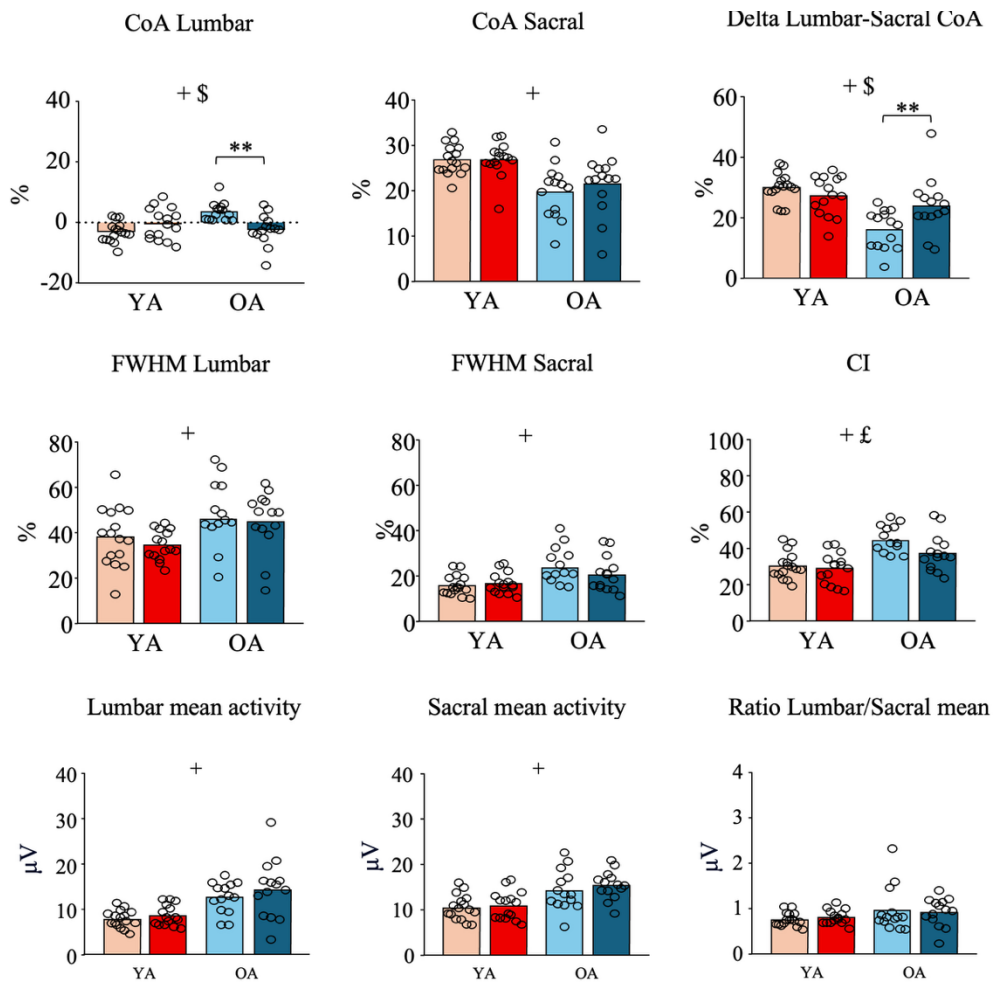 CoA Lumbar
CoA Sacral
Delta Lumbar-Sacral CoA
+ $
+
+ $
**
**
40
20
0
-20
%
YA
OA
40
30
20
10
0
%
YA
OA
60
40
20
0
%
YA
OA
FWHM Lumbar
FWHM Sacral
CI
+
+
+ £
80
60
40
20
0
%
YA
OA
80
60
40
20
0
%
YA
OA
100
80
60
40
20
0
%
YA
OA
Lumbar mean activity
Sacral mean activity
Ratio Lumbar/Sacral mean
+
+
40
30
20
10
0
µV
YA
OA
40
30
20
10
0
µV
YA
OA
4
3
2
1
0
µV
YA
OA